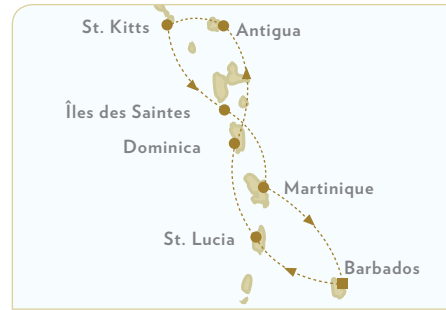 St. Kitts
Antigua
Îles des Saintes
Dominica
Martinique
St. Lucia
Barbados